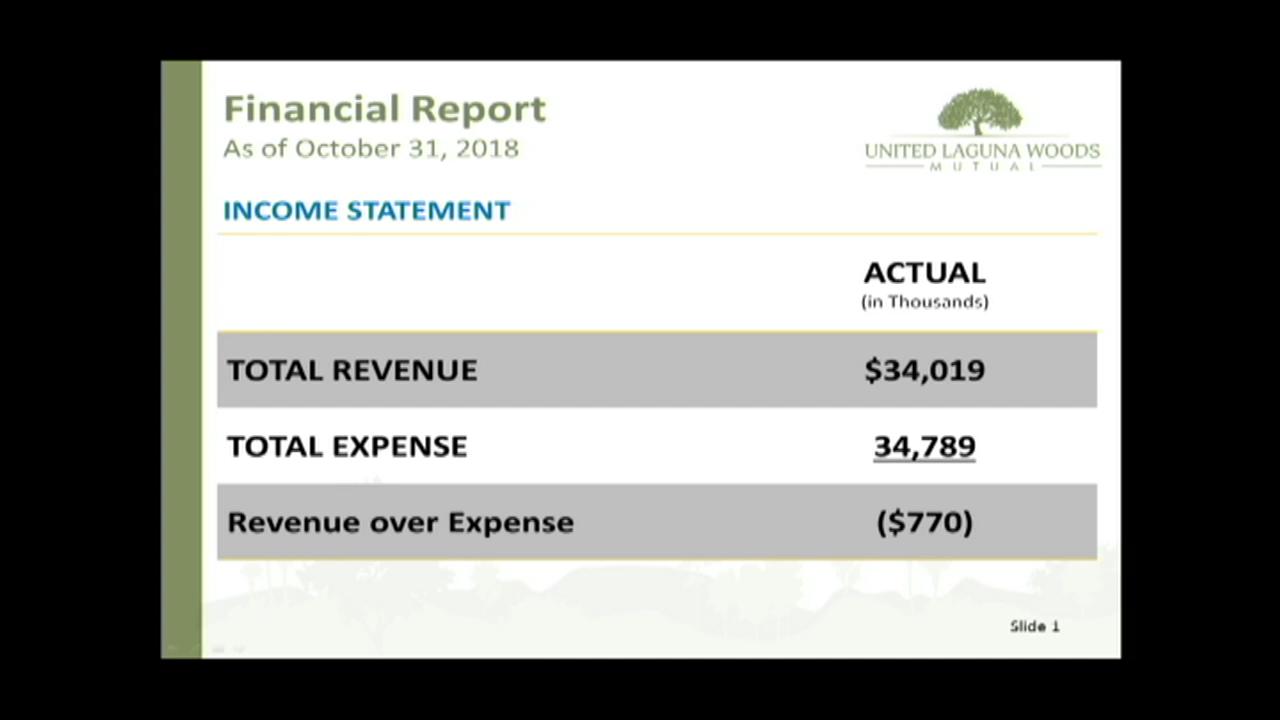 Financial Report
As of October 31, 2018
UNITED LAGUNA WOODS
MUTUAL
INCOME STATEMENT
ACTUAL
(in Thousands)
TOTAL REVENUE $34,019
TOTAL EXPENSE 34,789
Revenue over Expense ($770)
Slide 1